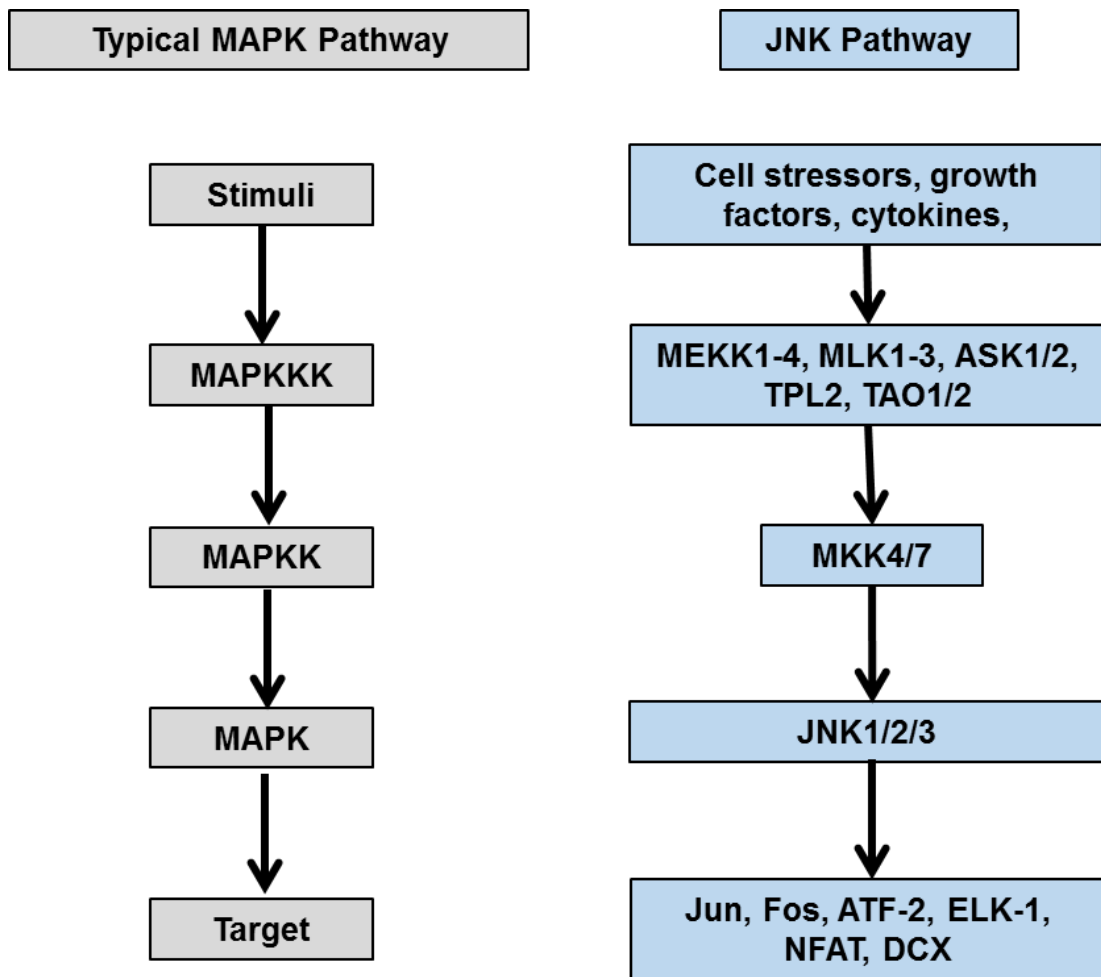 Typical MAPK Pathway
JNK Pathway
Stimuli
Cell stressors, growth
factors, cytokines,
MAPKKK
MEKK1-4, MLK1-3, ASK1/2,
TPL2, TAO1/2
MAPKK
MKK4/7
MAPK
JNK1/2/3
Target
Jun, Fos, ATF-2, ELK-1,
NFAT, DCX